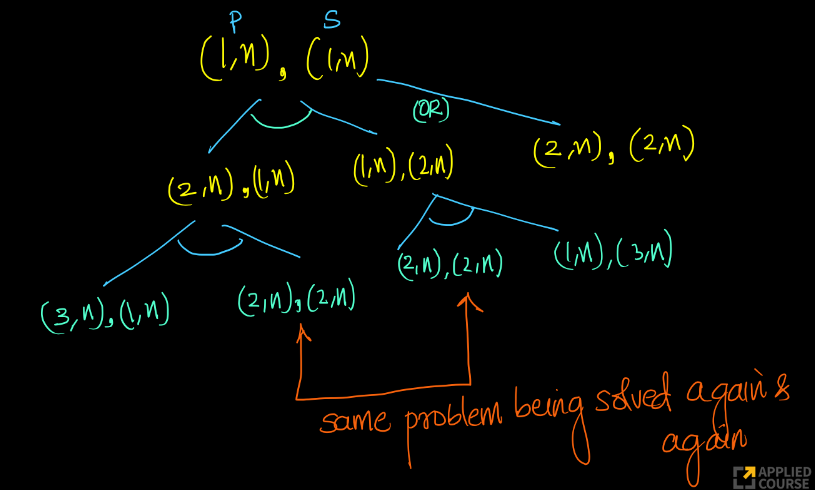 P S
(1,n), (1,n)
(OR)
(2,n), (1,n) (1,n), (2,n) (2,n), (2,n)
(3,n), (1,n) (2,n), (2,n) (2,n), (2,n) (1,n), (3,n)
same problem being solved again &
again
APPLIED
COURSE